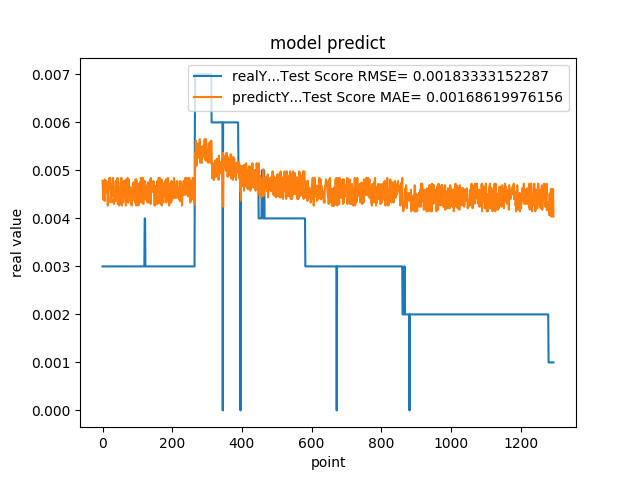 model predict
realY...Test Score RMSE= 0.00183333152287
predictY...Test Score MAE= 0.00168619976156
0.007
0.006
0.005
0.004
0.003
0.002
0.001
0.000
real value
0 200 400 600 800 1000 1200
point